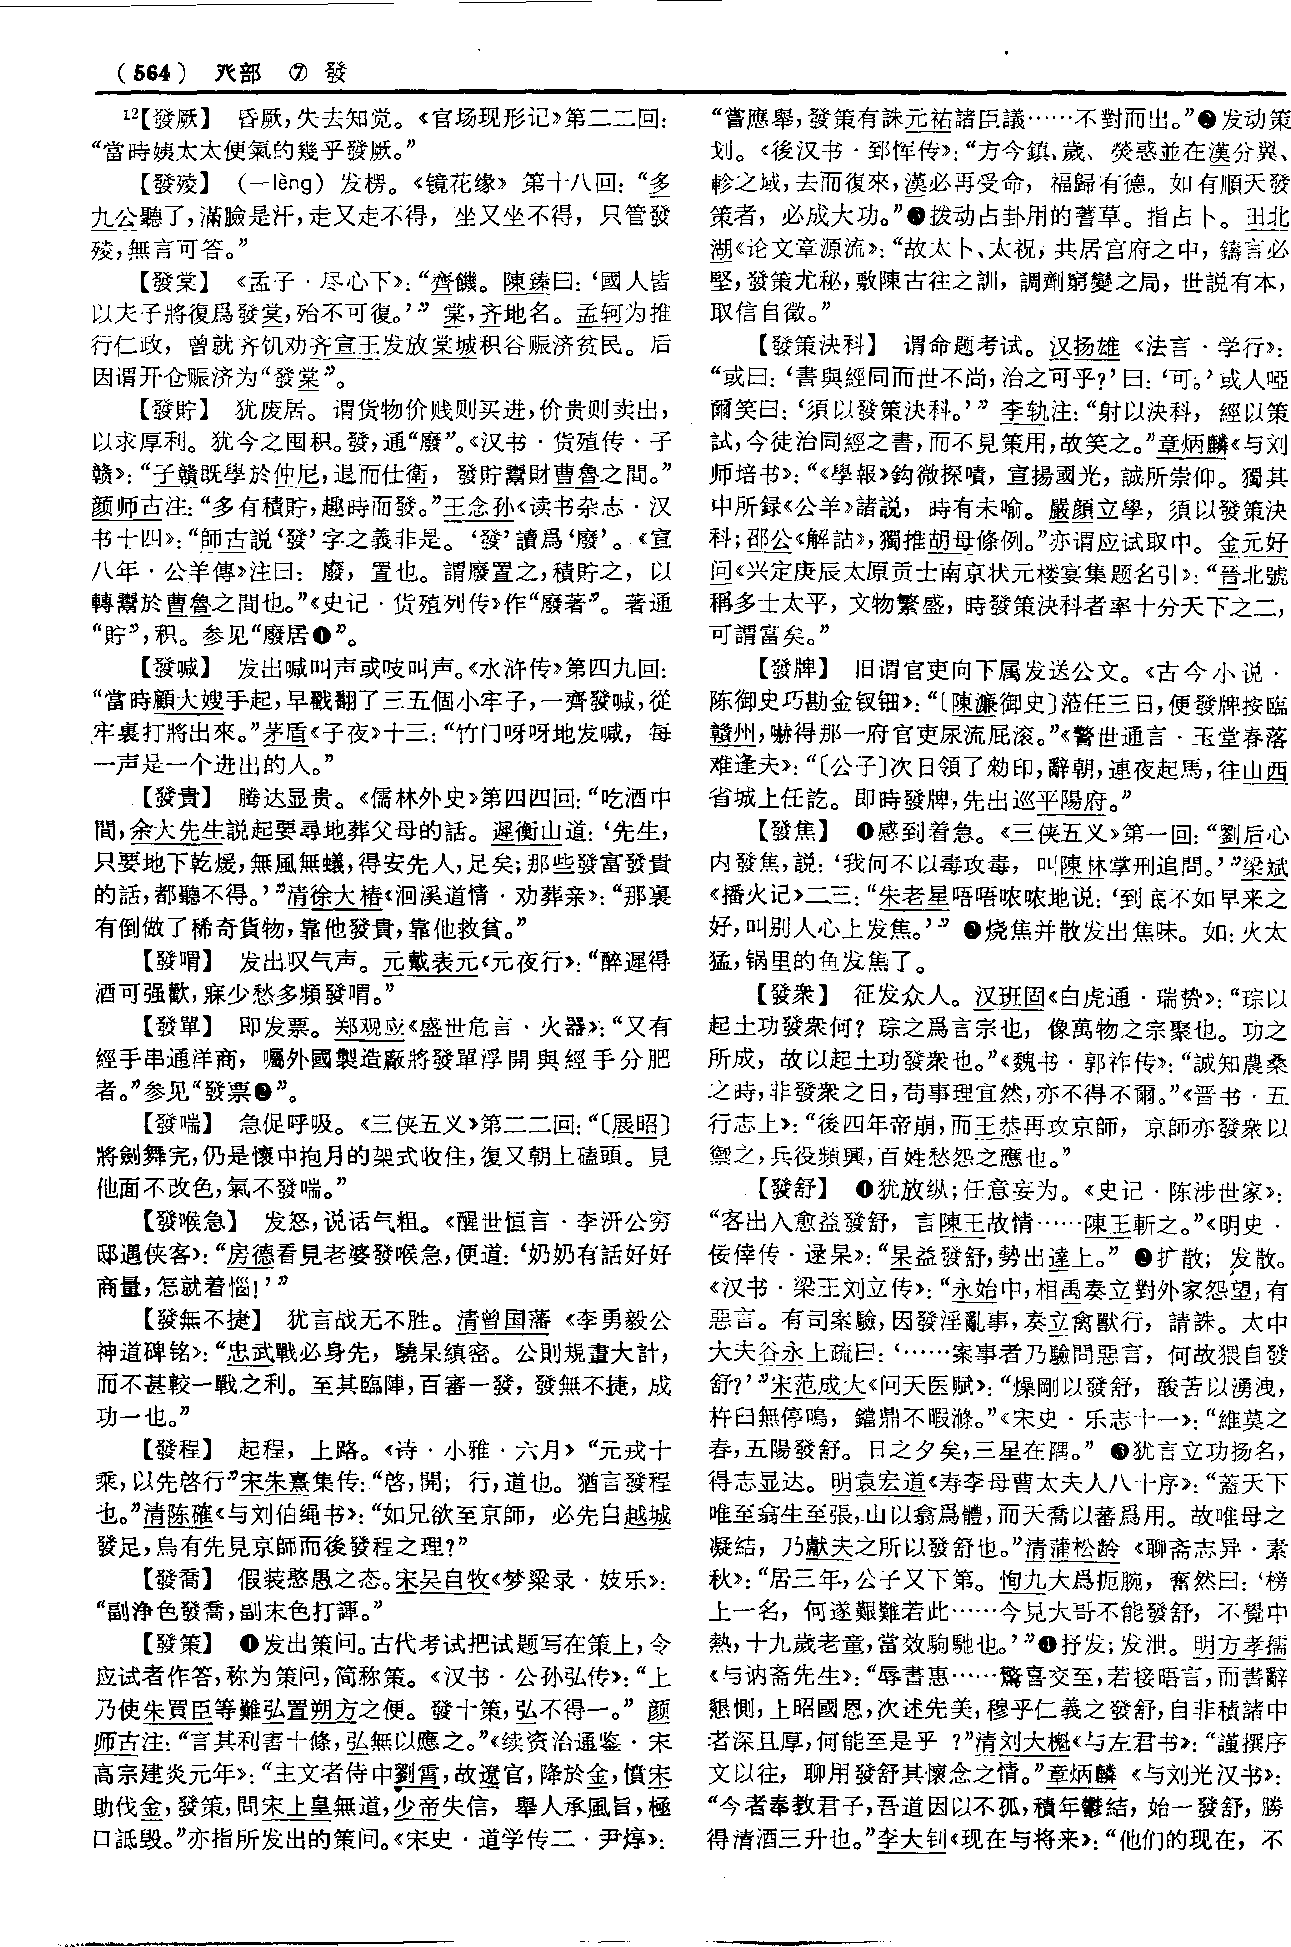 （564） 癶部 ⑦ 發
12【發厥】 昏厥，失去知觉。《官场现形记》第二二回：
“當時姨太太便氣的幾乎發厥。”
【發殑】（—lèng）发楞。《镜花缘》第十八回：“多
九公聽了，滿臉是汗，走又走不得，坐又坐不得，只管發
殑，無言可答。”
【發棠】 《孟子·尽心下》：“齊饑。陳臻曰：‘國人皆
以夫子將復爲發棠，殆不可復。’”棠，齐地名。孟轲为推
行仁政，曾就齐饥劝齐宣王发放棠城积谷赈济贫民。后
因谓开仓赈济为“發棠”。
【發貯】 犹废居。谓货物价贱则买进，价贵则卖出，
以求厚利。犹今之囤积。發，通“廢”。《汉书·货殖传·子
赣》：“子贛既學於仲尼，退而仕衛，發貯鬻財曹魯之間。”
颜师古注：“多有積貯，趣時而發。”王念孙《读书杂志·汉
书十四》：“師古説‘發’字之義非是。‘發’讀爲‘廢’。《宣
八年·公羊傳》注曰：廢，置也。謂廢置之，積貯之，以
轉鬻於曹魯之間也。”《史记·货殖列传》作“廢著”。著通
“貯”，积。参见“廢居❶”。
【發喊】 发出喊叫声或吱叫声。《水浒传》第四九回：
“當時顧大嫂手起，早戳翻了三五個小牢子，一齊發喊，從
牢裏打將出來。”茅盾《子夜》十三：“竹门呀呀地发喊，每
一声是一个进出的人。”
【發貴】 腾达显贵。《儒林外史》第四四回：“吃酒中
間，余大先生説起要尋地葬父母的話。遲衡山道：‘先生，
只要地下乾煖，無風無蟻，得安先人，足矣；那些發富發貴
的話，都聽不得。’”清徐大椿《洄溪道情·劝葬亲》：“那裏
有倒做了稀奇貨物，靠他發貴，靠他救貧。”
【發喟】 发出叹气声。元戴表元《元夜行》：“醉遲得
酒可强歡，寐少愁多頻發喟。”
【發單】 即发票。郑观应《盛世危言·火器》：“又有
經手串通洋商，囑外國製造廠將發單浮開與經手分肥
者。”参见“發票❷”。
【發喘】 急促呼吸。《三侠五义》第二二回：“〔展昭〕
將劍舞完，仍是懷中抱月的架式收住，復又朝上磕頭。見
他面不改色，氣不發喘。”
【發喉急】 发怒，说话气粗。《醒世恒言·李汧公穷
邸遇侠客》：“房德看見老婆發喉急，便道：‘奶奶有話好好
商量，怎就着惱！’”
【發無不捷】 犹言战无不胜。清曾国藩《李勇毅公
神道碑铭》：“忠武戰必身先，驍杲縝密。公則規畫大計，
而不甚較一戰之利。至其臨陣，百審一發，發無不捷，成
功一也。”
【發程】 起程，上路。《诗·小雅·六月》“元戎十
乘，以先啓行”宋朱熹集传：“啓，開；行，道也。猶言發程
也。”清陈確《与刘伯绳书》：“如兄欲至京師，必先自越城
發足，烏有先見京師而後發程之理？”
【發喬】 假装憨愚之态。宋吴自牧《梦粱录·妓乐》：
“副浄色發喬，副末色打諢。”
【發策】 ❶发出策问。古代考试把试题写在策上，令
应试者作答，称为策问，简称策。《汉书·公孙弘传》：“上
乃使朱買臣等難弘置朔方之便。發十策，弘不得一。”颜
师古注：“言其利害十條，弘無以應之。”《续资治通鉴·宋
高宗建炎元年》：“主文者侍中劉霄，故遼官，降於金，憤宋
助伐金，發策，問宋上皇無道，少帝失信，舉人承風旨，極
口詆毁。”亦指所发出的策问。《宋史·道学传二·尹焞》：
“嘗應舉，發策有誅元祐諸臣議……不對而出。”❷发动策
划。《後汉书·郅恽传》：“方今鎮、歲、熒惑並在漢分翼、
軫之域，去而復來，漢必再受命，福歸有德。如有順天發
策者，必成大功。”❸拨动占卦用的蓍草。指占卜。田北
湖《论文章源流》：“故太卜、太祝，共居宫府之中，鑄言必
堅，發策尤秘，敷陳古往之訓，調劑窮變之局，世説有本，
取信自徵。”
【發策決科】 谓命题考试。汉扬雄《法言·学行》：
“或曰：‘書與經同而世不尚，治之可乎？’曰：‘可。’或人啞
爾笑曰：‘須以發策決科。’”李轨注：“射以決科，經以策
試，今徒治同經之書，而不見策用，故笑之。”章炳麟《与刘
师培书》：“《學報》鈎微探嘖，宣揚國光，誠所崇仰。獨其
中所録《公羊》諸説，時有未喻。嚴顔立學，須以發策決
科；邵公《解詁》，獨推胡母條例。”亦谓应试取中。金元好
问《兴定庚辰太原贡士南京状元楼宴集题名引》：“晉北號
稱多士太平，文物繁盛，時發策決科者率十分天下之二，
可謂富矣。”
【發牌】 旧谓官吏向下属发送公文。《古今小说·
陈御史巧勘金钗钿》：“〔陳濂御史〕蒞任三日，便發牌按臨
贛州，嚇得那一府官吏尿流屁滚。”《警世通言·玉堂春落
难逢夫》：“〔公子〕次日領了勑印，辭朝，連夜起馬，往山西
省城上任訖。即時發牌，先出巡平陽府。”
【發焦】 ❶感到着急。《三侠五义》第一回：“劉后心
内發焦，説：‘我何不以毒攻毒，叫陳林掌刑追問。’”梁斌
《播火记》二三：“朱老星唔唔哝哝地说：‘到底不如早来之
好，叫别人心上发焦。’”❷烧焦并散发出焦味。如：火太
猛，锅里的鱼发焦了。
【發衆】 征发众人。汉班固《白虎通·瑞贽》：“琮以
起土功發衆何？琮之爲言宗也，像萬物之宗聚也。功之
所成，故以起土功發衆也。”《魏书·郭祚传》：“誠知農桑
之時，非發衆之日，苟事理宜然，亦不得不爾。”《晋书·五
行志上》：“後四年帝崩，而王恭再攻京師，京師亦發衆以
禦之，兵役頻興，百姓愁怨之應也。”
【發舒】 ❶犹放纵；任意妄为。《史记·陈涉世家》：
“客出入愈益發舒，言陳王故情……陳王斬之。”《明史·
佞倖传·逯杲》：“杲益發舒，勢出達上。”❷扩散；发散。
《汉书·梁王刘立传》：“永始中，相禹奏立對外家怨望，有
惡言。有司案驗，因發淫亂事，奏立禽獸行，請誅。太中
大夫谷永上疏曰：‘……案事者乃驗問惡言，何故猥自發
舒？’”宋范成大《问天医赋》：“燥剛以發舒，酸苦以湧洩，
杵臼無停鳴，鐺鼎不暇滌。”《宋史·乐志十一》：“維莫之
春，五陽發舒。日之夕矣，三星在隅。”❸犹言立功扬名，
得志显达。明袁宏道《寿李母曹太夫人八十序》：“蓋天下
唯至翕生至張，山以翕爲體，而天喬以蕃爲用。故唯母之
凝結，乃獻夫之所以發舒也。”清蒲松龄《聊斋志异·素
秋》：“居三年，公子又下第。恂九大爲扼腕，奮然曰：‘榜
上一名，何遂艱難若此……今見大哥不能發舒，不覺中
熱，十九歲老童，當效駒馳也。’”❹抒发；发泄。明方孝孺
《与讷斋先生》：“辱書惠……驚喜交至，若接晤言，而書辭
懇惻，上昭國恩，次述先美，穆乎仁義之發舒，自非積諸中
者深且厚，何能至是乎？”清刘大櫆《与左君书》：“謹撰序
文以往，聊用發舒其懷念之情。”章炳麟《与刘光汉书》：
“今者奉教君子，吾道因以不孤，積年鬱結，始一發舒，勝
得清酒三升也。”李大钊《现在与将来》：“他们的现在，不